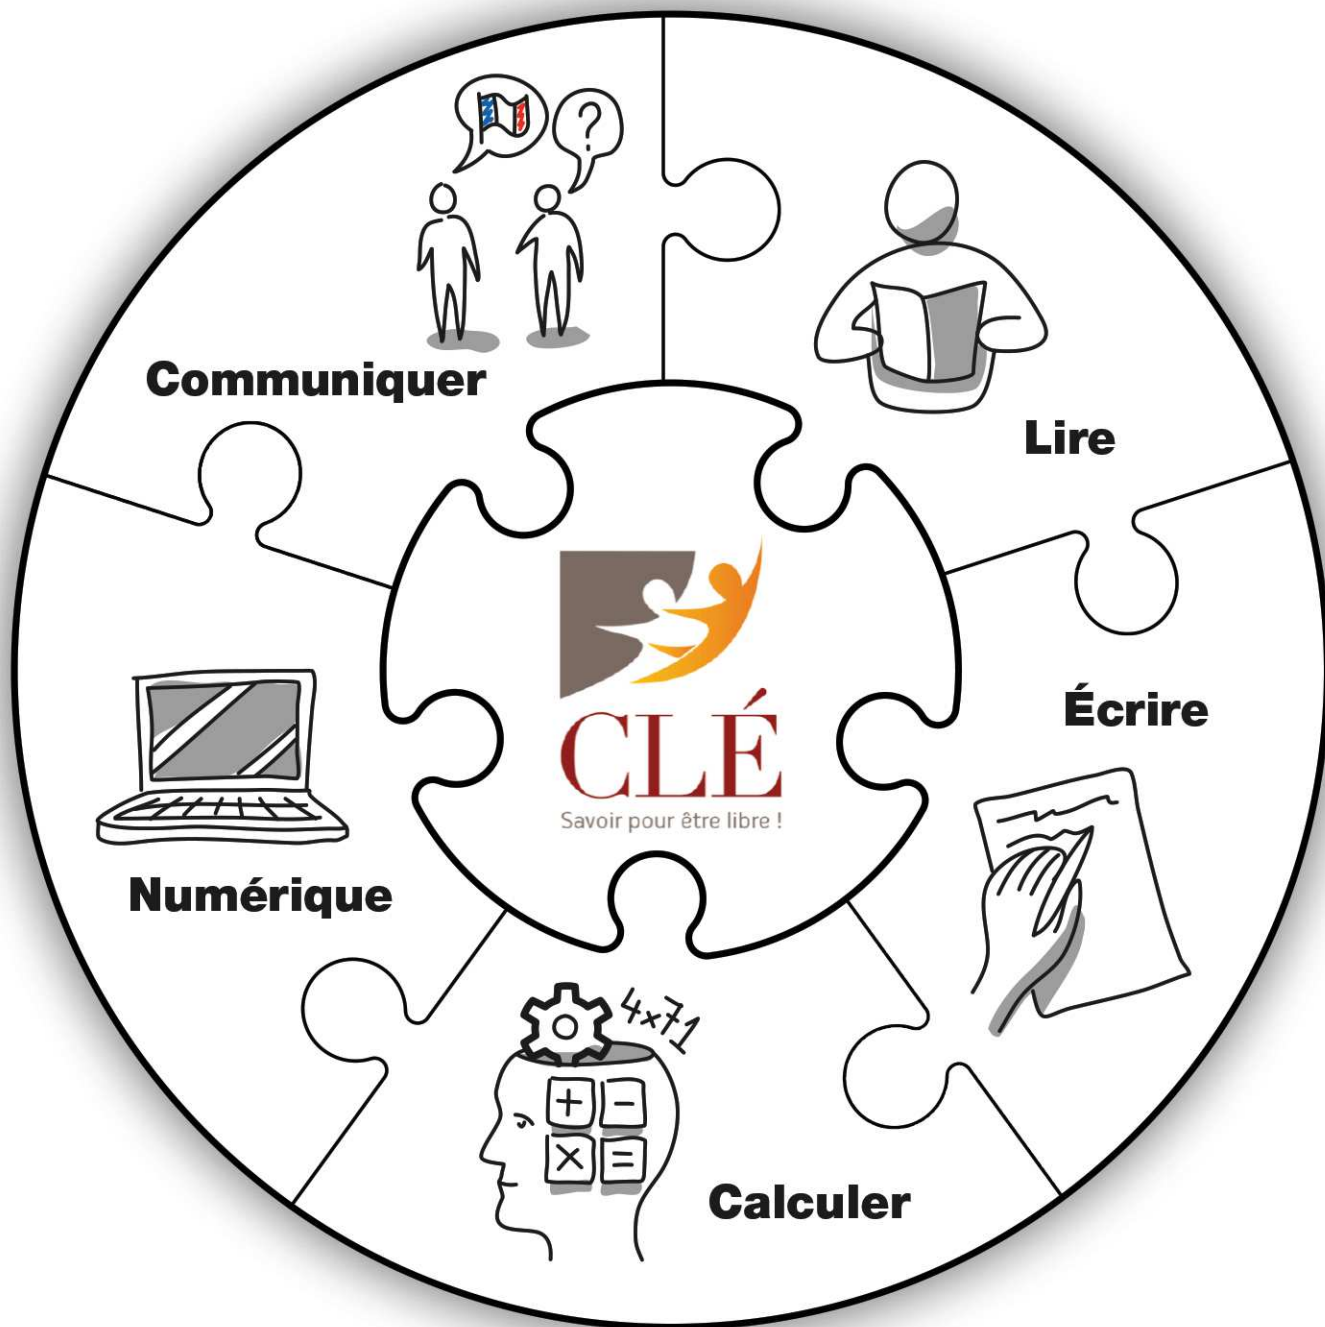 ?
Communiquer
Lire
CLÉ
Savoir pour être libre !
Écrire
Numérique
4x71
+ -
× =
Calculer